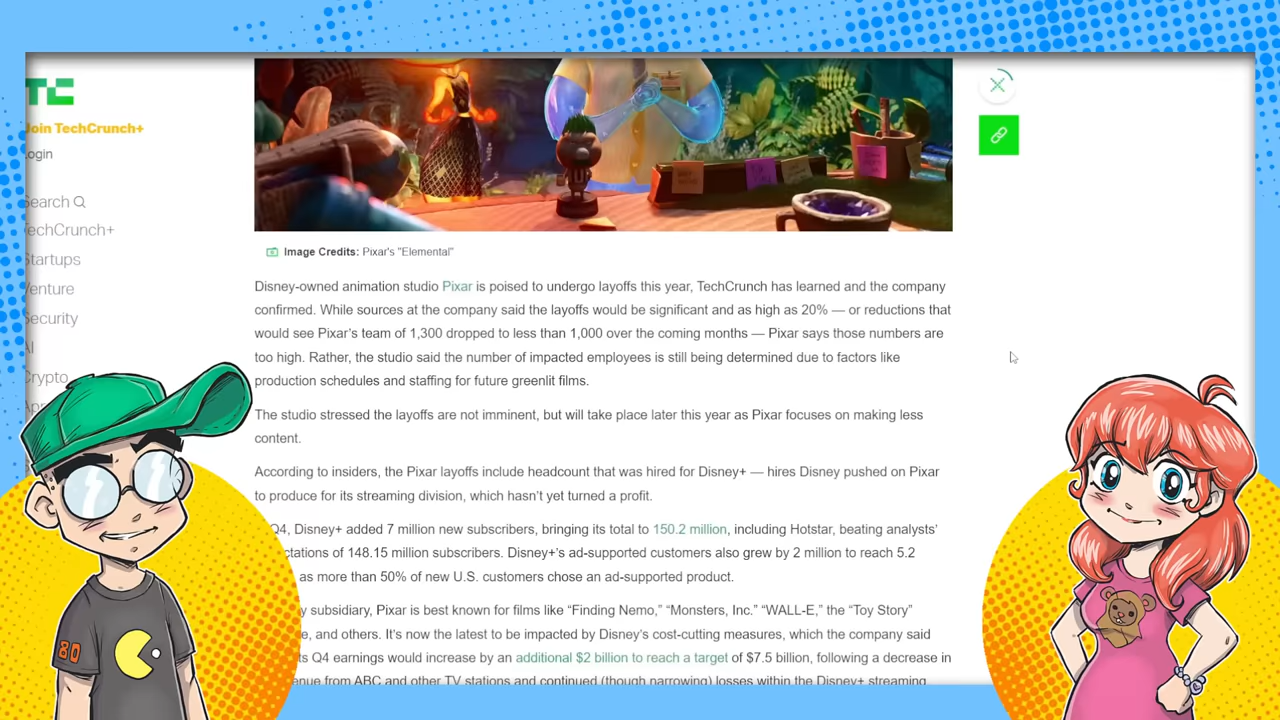 TC
Join TechCrunch+
ogin
Search
TechCrunch+
Startups
Venture
Security
AI
Crypto
Image Credits: Pixar's "Elemental"
Disney-owned animation studio Pixar is poised to undergo layoffs this year, TechCrunch has learned and the company
confirmed. While sources at the company said the layoffs would be significant and as high as 20% — or reductions that
would see Pixar's team of 1,300 dropped to less than 1,000 over the coming months — Pixar says those numbers are
too high. Rather, the studio said the number of impacted employees is still being determined due to factors like
production schedules and staffing for future greenlit films.
The studio stressed the layoffs are not imminent, but will take place later this year as Pixar focuses on making less
content.
According to insiders, the Pixar layoffs include headcount that was hired for Disney+ — hires Disney pushed on Pixar
to produce for its streaming division, which hasn't yet turned a profit.
Q4, Disney+ added 7 million new subscribers, bringing its total to 150.2 million, including Hotstar, beating analysts'
ctations of 148.15 million subscribers. Disney+'s ad-supported customers also grew by 2 million to reach 5.2
as more than 50% of new U.S. customers chose an ad-supported product.
y subsidiary, Pixar is best known for films like “Finding Nemo,” “Monsters, Inc.” “WALL-E,” the “Toy Story”
e, and others. It's now the latest to be impacted by Disney's cost-cutting measures, which the company said
ts Q4 earnings would increase by an additional $2 billion to reach a target of $7.5 billion, following a decrease in
enue from ABC and other TV stations and continued (though narrowing) losses within the Disney+ streaming
80